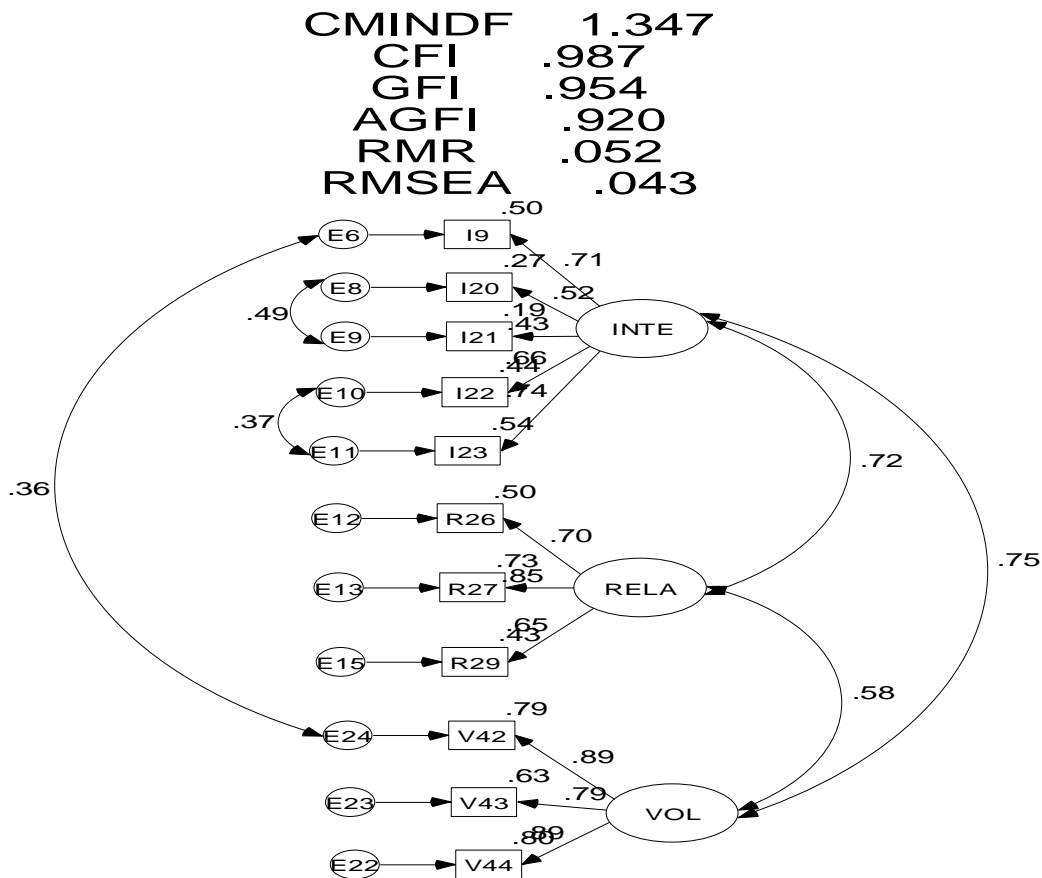 CMINDF 1.347
CFI .987
GFI .954
AGFI .920
RMR .052
RMSEA .043
.50
E6 I9
.27 .71
E8 I20 .52
.19
.49 E9 I21 .43 INTE
.66
.44
E10 I22 .74
.37 .54
E11 I23
.72
.36
.50
E12 R26 .70
.73 .75
E13 R27 .85 RELA
.65
.43
E15 R29
.58
.79
E24 V42 .89
.63
E23 V43 .79 VOL
.89
.80
E22 V44